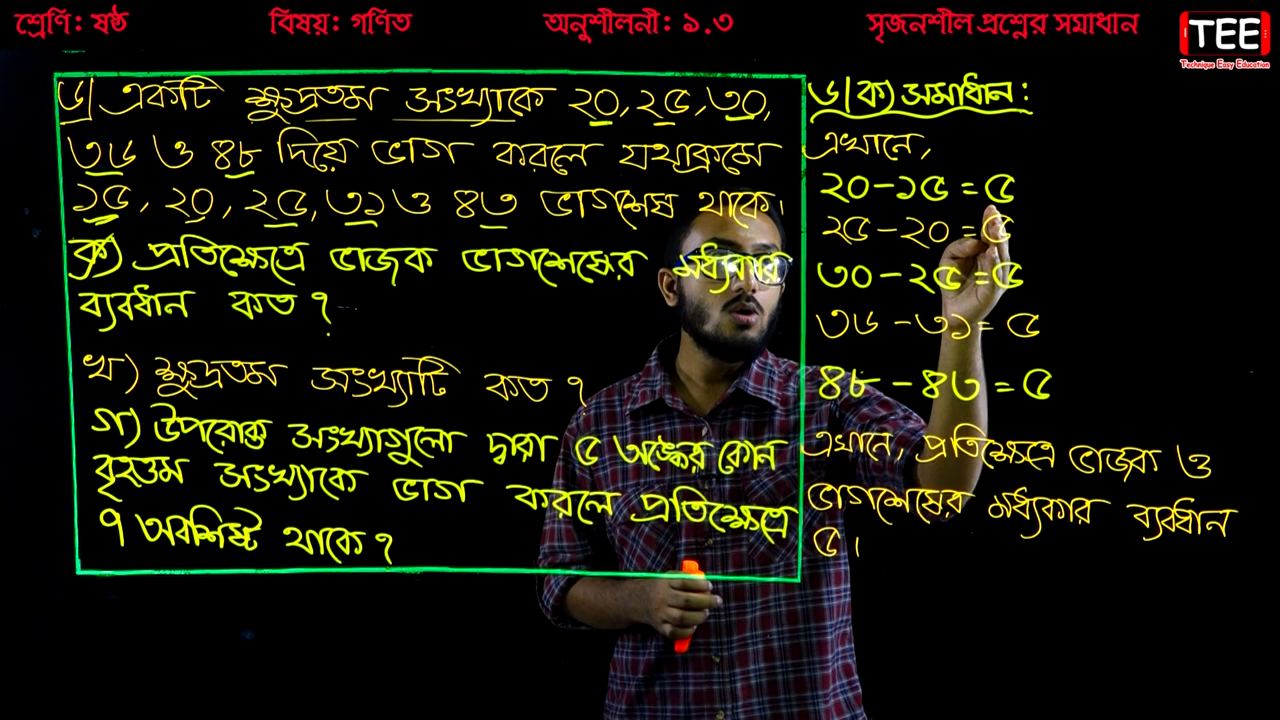 শ্রেণি: ষষ্ঠ
বিষয়: গণিত
অনুশীলনী: ১.৩
সৃজনশীল প্রশ্নের সমাধান
TEE
Technique Easy Education
৬। একটি ক্ষুদ্রতম সংখ্যাকে ২০, ২৫, ৩০,
৩৬ ও ৪৮ দিয়ে ভাগ করলে যথাক্রমে
১৫, ২০, ২৫, ৩১ ও ৪৩ ভাগশেষ থাকে।
ক) প্রতিক্ষেত্রে ভাজক ভাগশেষের মধ্যকার
ব্যবধান কত ?
খ) ক্ষুদ্রতম সংখ্যাটি কত ?
গ) উপরোক্ত সংখ্যাগুলো দ্বারা ৫ অঙ্কের কোন
বৃহত্তম সংখ্যাকে ভাগ করলে প্রতিক্ষেত্রে
৭ অবশিষ্ট থাকে ?
৬। ক) সমাধান :
এখানে,
২০ – ১৫ = ৫
২৫ – ২০ = ৫
৩০ – ২৫ = ৫
৩৬ – ৩১ = ৫
৪৮ – ৪৩ = ৫
এখানে, প্রতিক্ষেত্রে ভাজক ও
ভাগশেষের মধ্যকার ব্যবধান
৫।